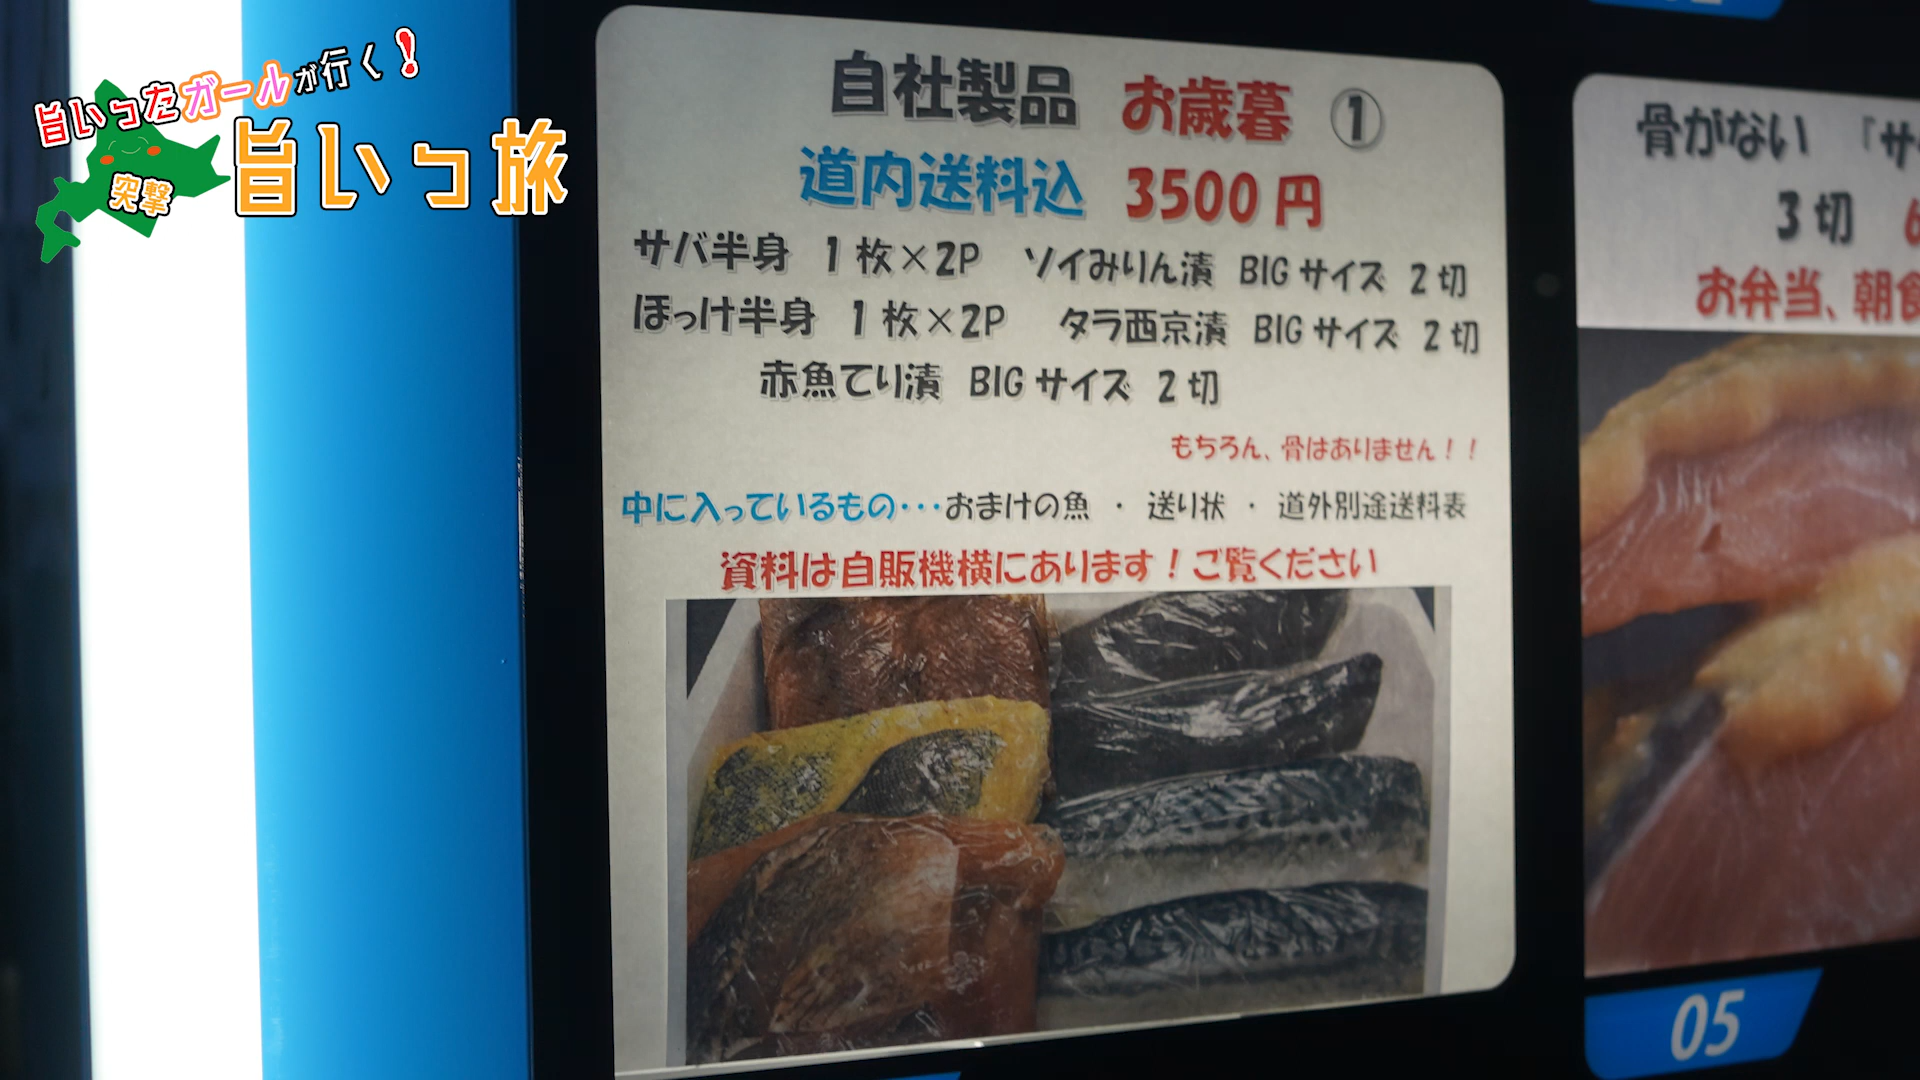 旨いったガールが行く！
突撃
旨いっ旅
自社製品 お歳暮 ①
道内送料込 3500円
サバ半身 1枚×2P ソイみりん漬 BIGサイズ 2切
ほっけ半身 1枚×2P タラ西京漬 BIGサイズ 2切
赤魚てり漬 BIGサイズ 2切
もちろん、骨はありません！！
中に入っているもの・・・おまけの魚 ・ 送り状 ・ 道外別途送料表
資料は自販機横にあります！ご覧ください
骨がない 「サ
3切
お弁当、朝食
05